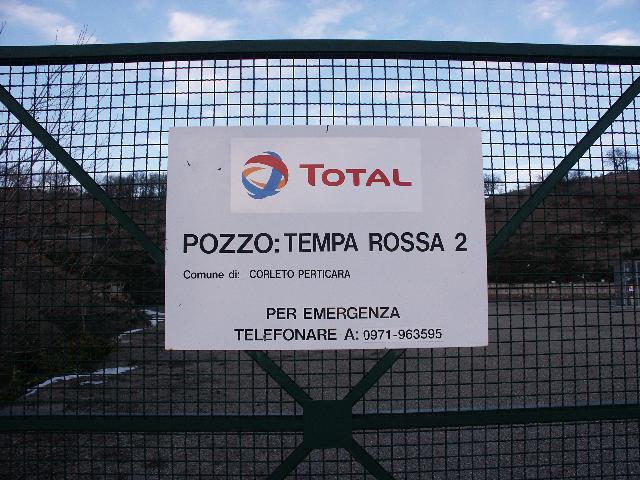 TOTAL
POZZO: TEMPA ROSSA 2
Comune di: CORLETO PERTICARA
PER EMERGENZA
TELEFONARE A: 0971-963595